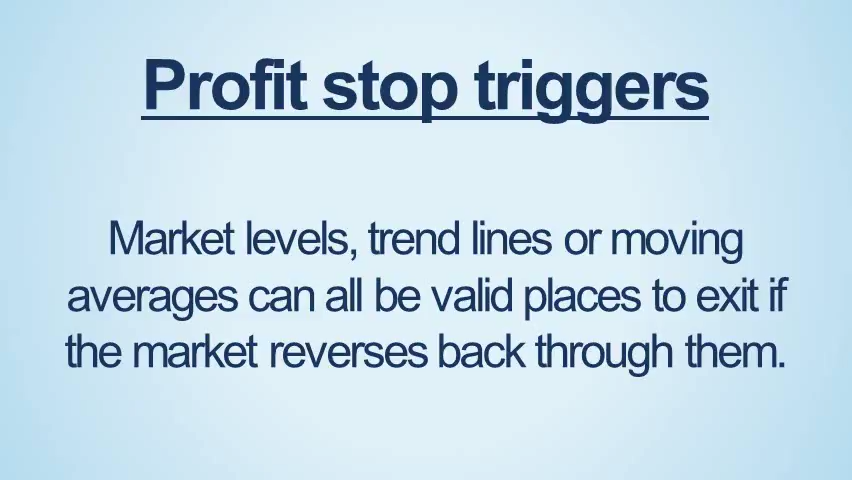 Profit stop triggers
Market levels, trend lines or moving
averages can all be valid places to exit if
the market reverses back through them.